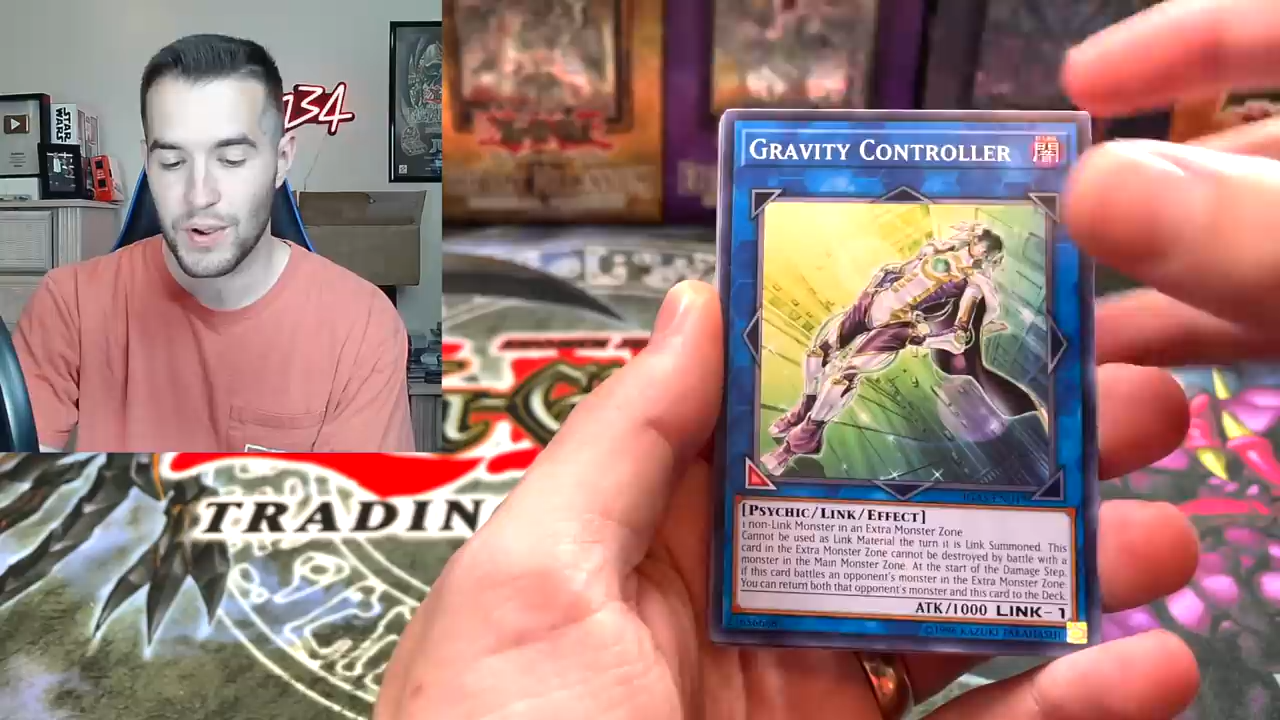 034
STAR
WARS
GRAVITY CONTROLLER
闇
[PSYCHIC/LINK/EFFECT]
1 non-Link Monster in an Extra Monster Zone
Cannot be used as Link Material the turn it is Link Summoned. This
card in the Extra Monster Zone cannot be destroyed by battle with a
monster in the Main Monster Zone. At the start of the Damage Step,
if this card battles an opponent's monster in the Extra Monster Zone:
You can return both that opponent's monster and this card to the Deck.
ATK/1000 LINK-1
©1996 KAZUKI TAKAHASHI
TRADIN